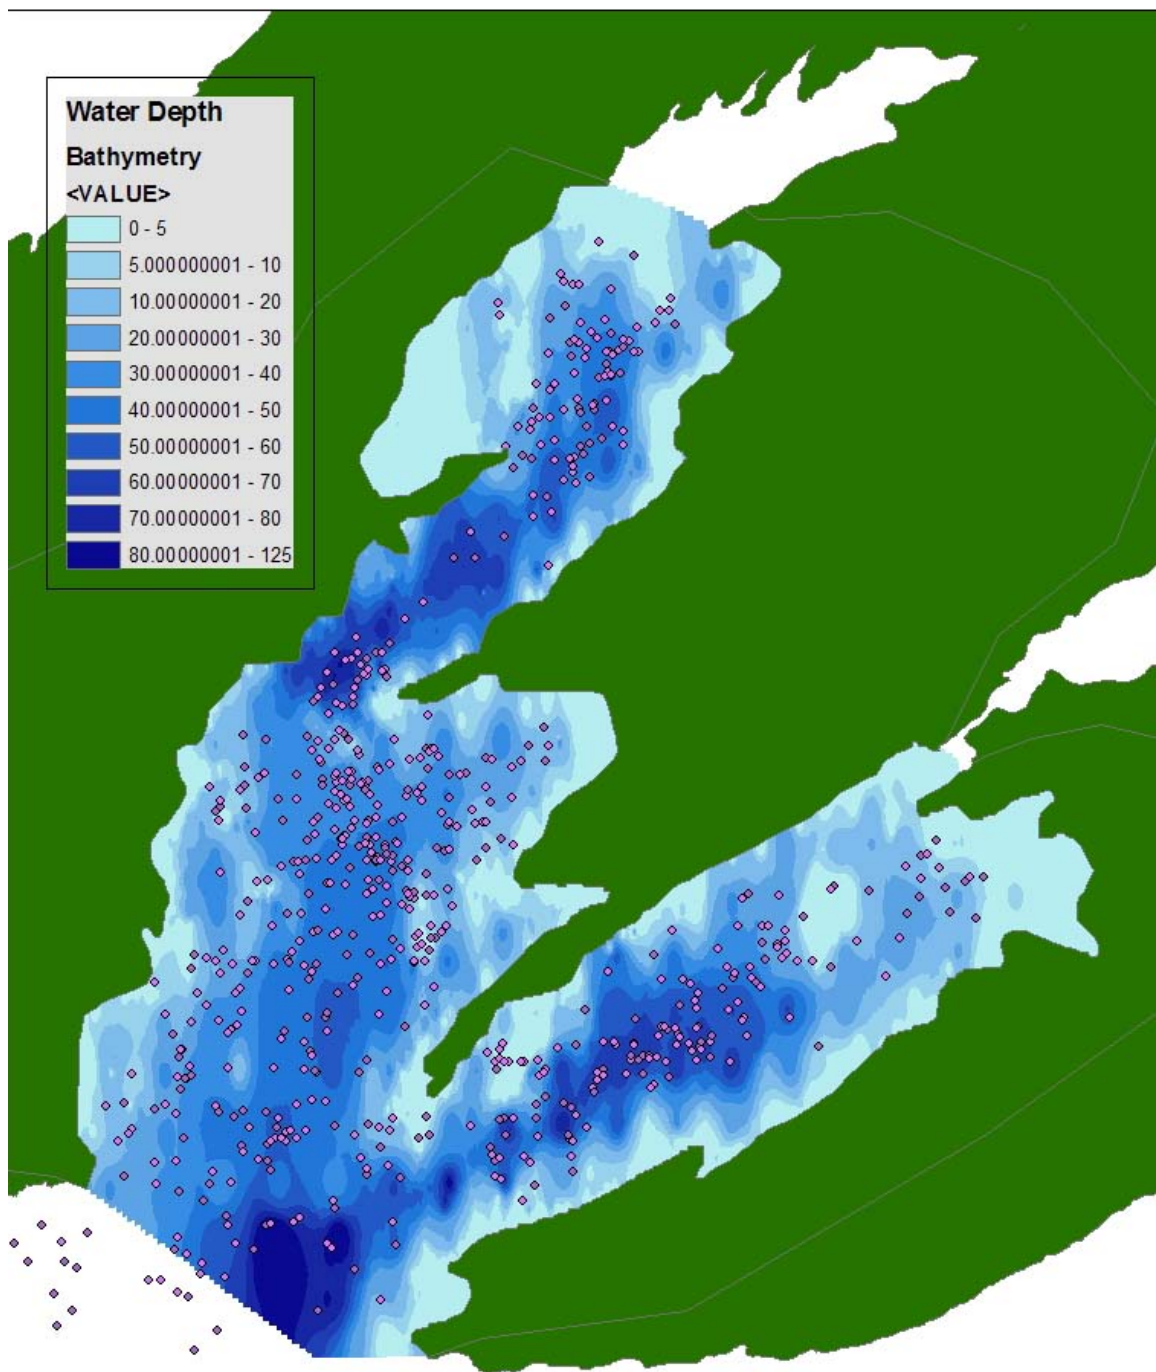 Water Depth
Bathymetry
<VALUE>
0 - 5
5.000000001 - 10
10.00000001 - 20
20.00000001 - 30
30.00000001 - 40
40.00000001 - 50
50.00000001 - 60
60.00000001 - 70
70.00000001 - 80
80.00000001 - 125